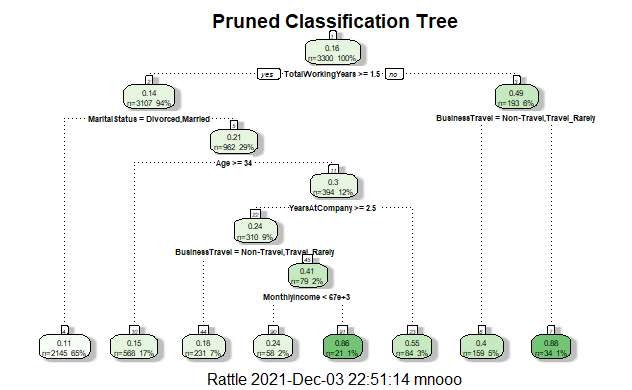 Pruned Classification Tree
1
0.16
n=3300 100%
yes TotalWorkingYears >= 1.5 no
2
0.14
n=3107 94%
3
0.49
n=193 6%
MaritalStatus = Divorced,Married
BusinessTravel = Non-Travel,Travel_Rarely
5
0.21
n=962 29%
Age >= 34
11
0.3
n=394 12%
YearsAtCompany >= 2.5
22
0.24
n=310 9%
BusinessTravel = Non-Travel,Travel_Rarely
45
0.41
n=79 2%
MonthlyIncome < 67e+3
4
0.11
n=2145 65%
10
0.15
n=568 17%
44
0.18
n=231 7%
90
0.24
n=58 2%
91
0.86
n=21 1%
23
0.55
n=84 3%
6
0.4
n=159 5%
7
0.88
n=34 1%
Rattle 2021-Dec-03 22:51:14 mnooo